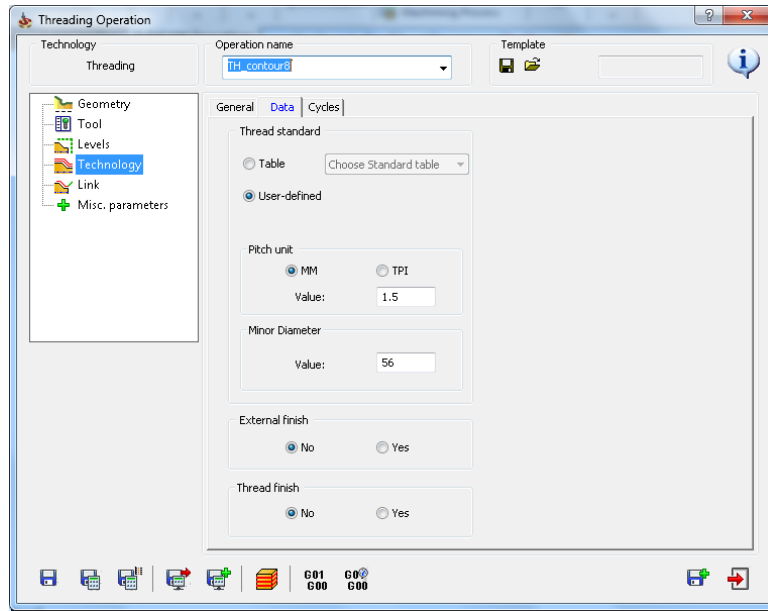 Threading Operation
Technology
Threading
Operation name
TH_contour8
Template
Geometry
Tool
Levels
Technology
Link
Misc. parameters
General Data Cycles
Thread standard
Table Choose Standard table
User-defined
Pitch unit
MM TPI
Value: 1.5
Minor Diameter
Value: 56
External finish
No Yes
Thread finish
No Yes
G01 G0
G00 G00